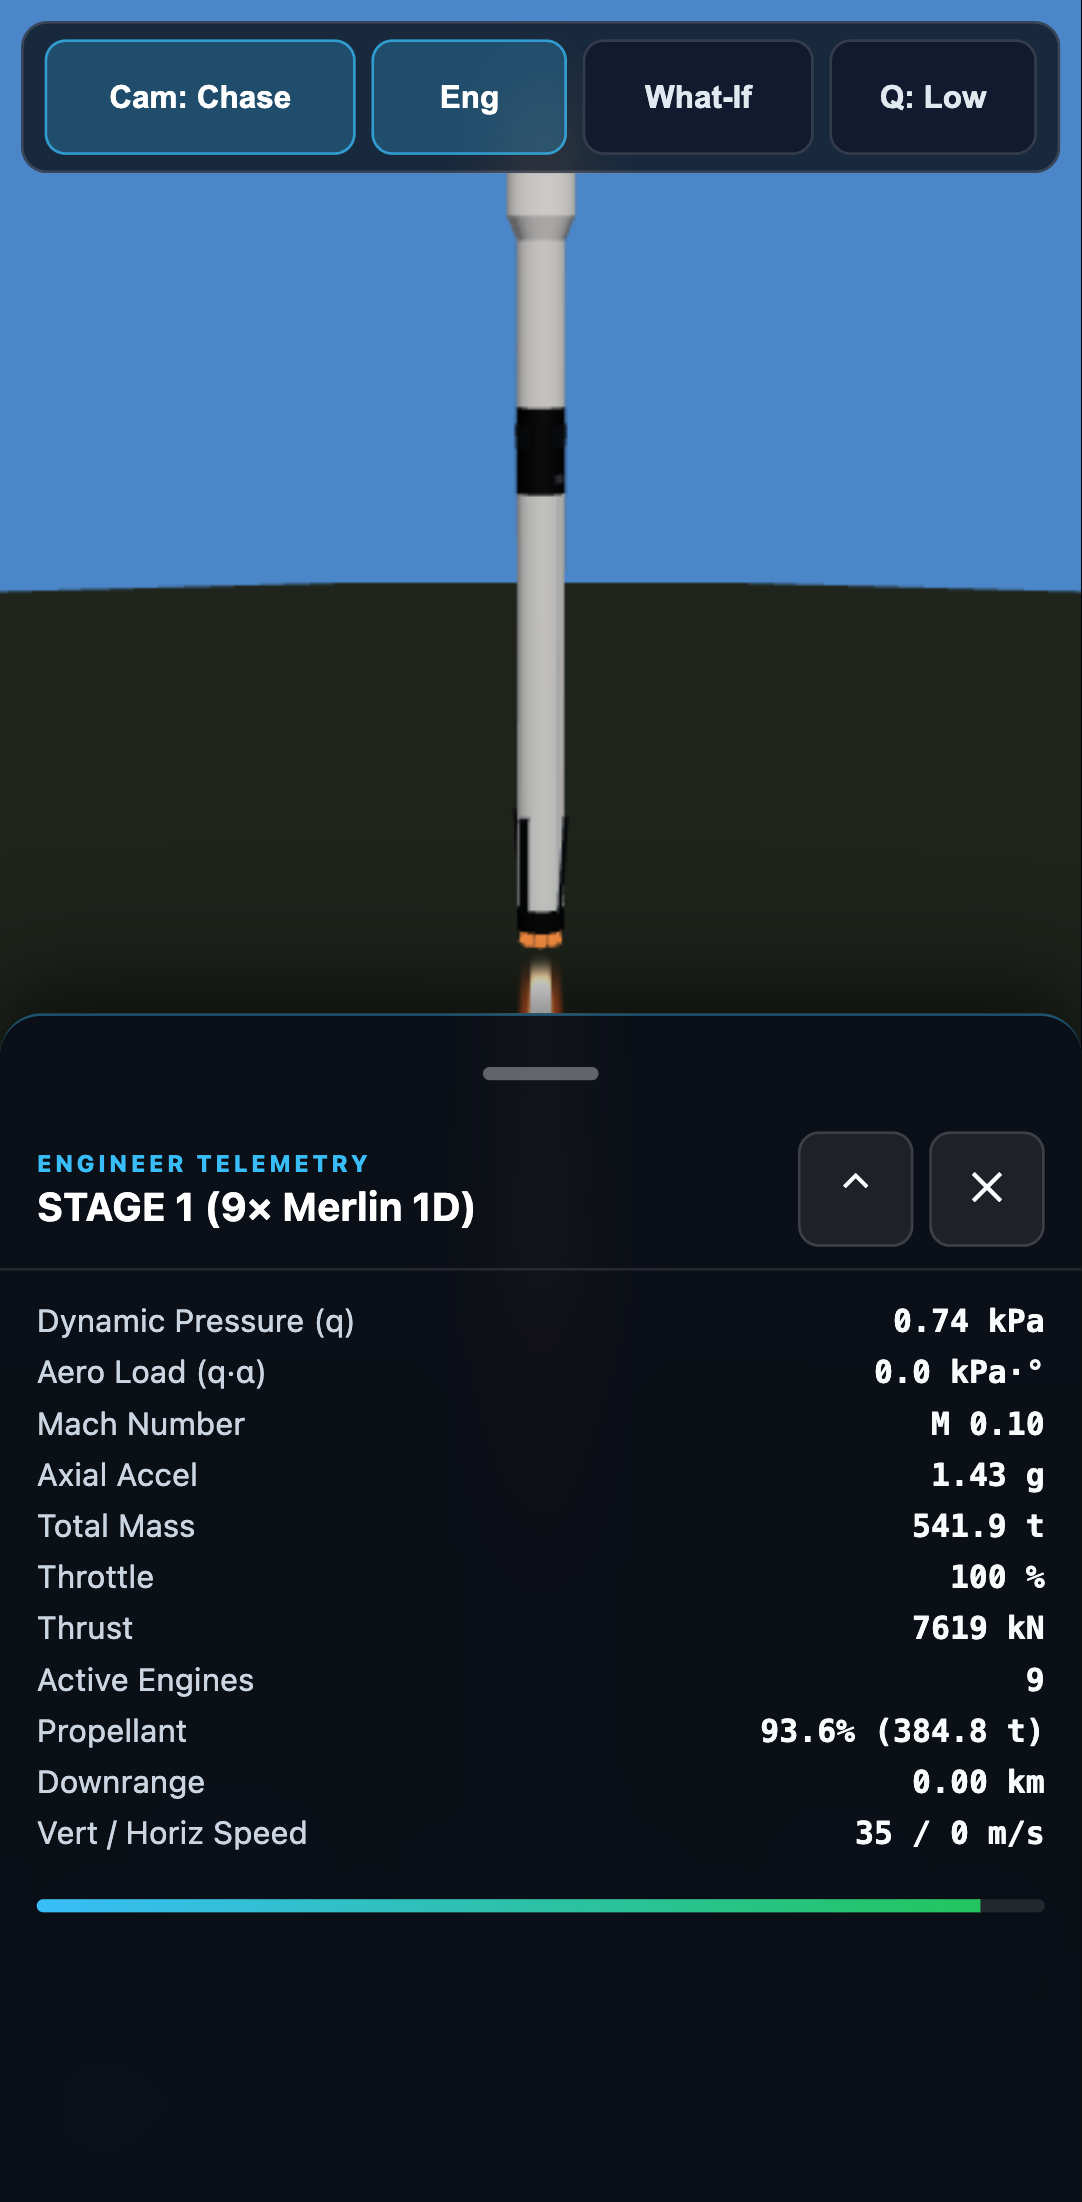 Cam: Chase
Eng
What-If
Q: Low
ENGINEER TELEMETRY
STAGE 1 (9× Merlin 1D)
Dynamic Pressure (q) 0.74 kPa
Aero Load (q·α) 0.0 kPa·°
Mach Number M 0.10
Axial Accel 1.43 g
Total Mass 541.9 t
Throttle 100 %
Thrust 7619 kN
Active Engines 9
Propellant 93.6% (384.8 t)
Downrange 0.00 km
Vert / Horiz Speed 35 / 0 m/s